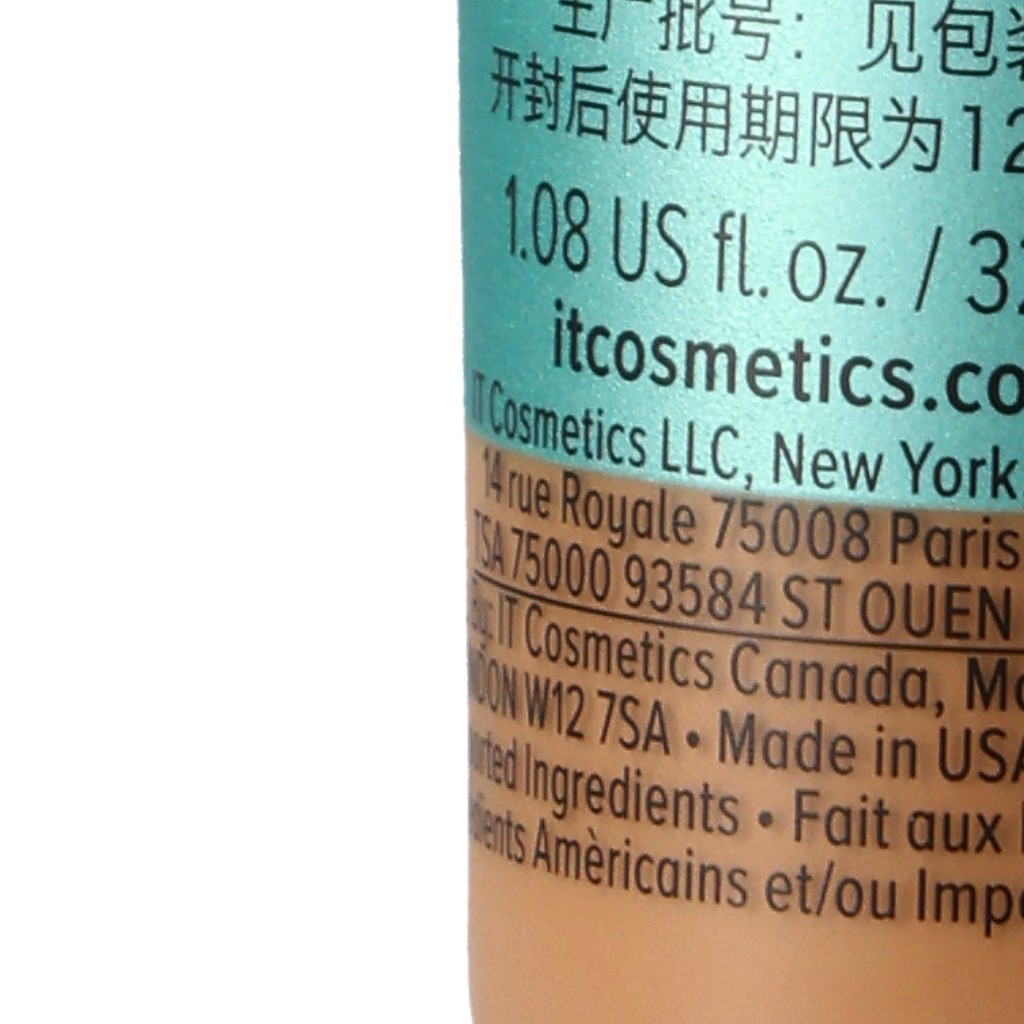 生产批号：见包装
开封后使用期限为12
1.08 US fl. oz. / 32
itcosmetics.co
IT Cosmetics LLC, New York
14 rue Royale 75008 Paris
TSA 75000 93584 ST OUEN
IT Cosmetics Canada,
W12 7SA • Made in USA
Ingredients • Fait aux
Amèricains et/ou